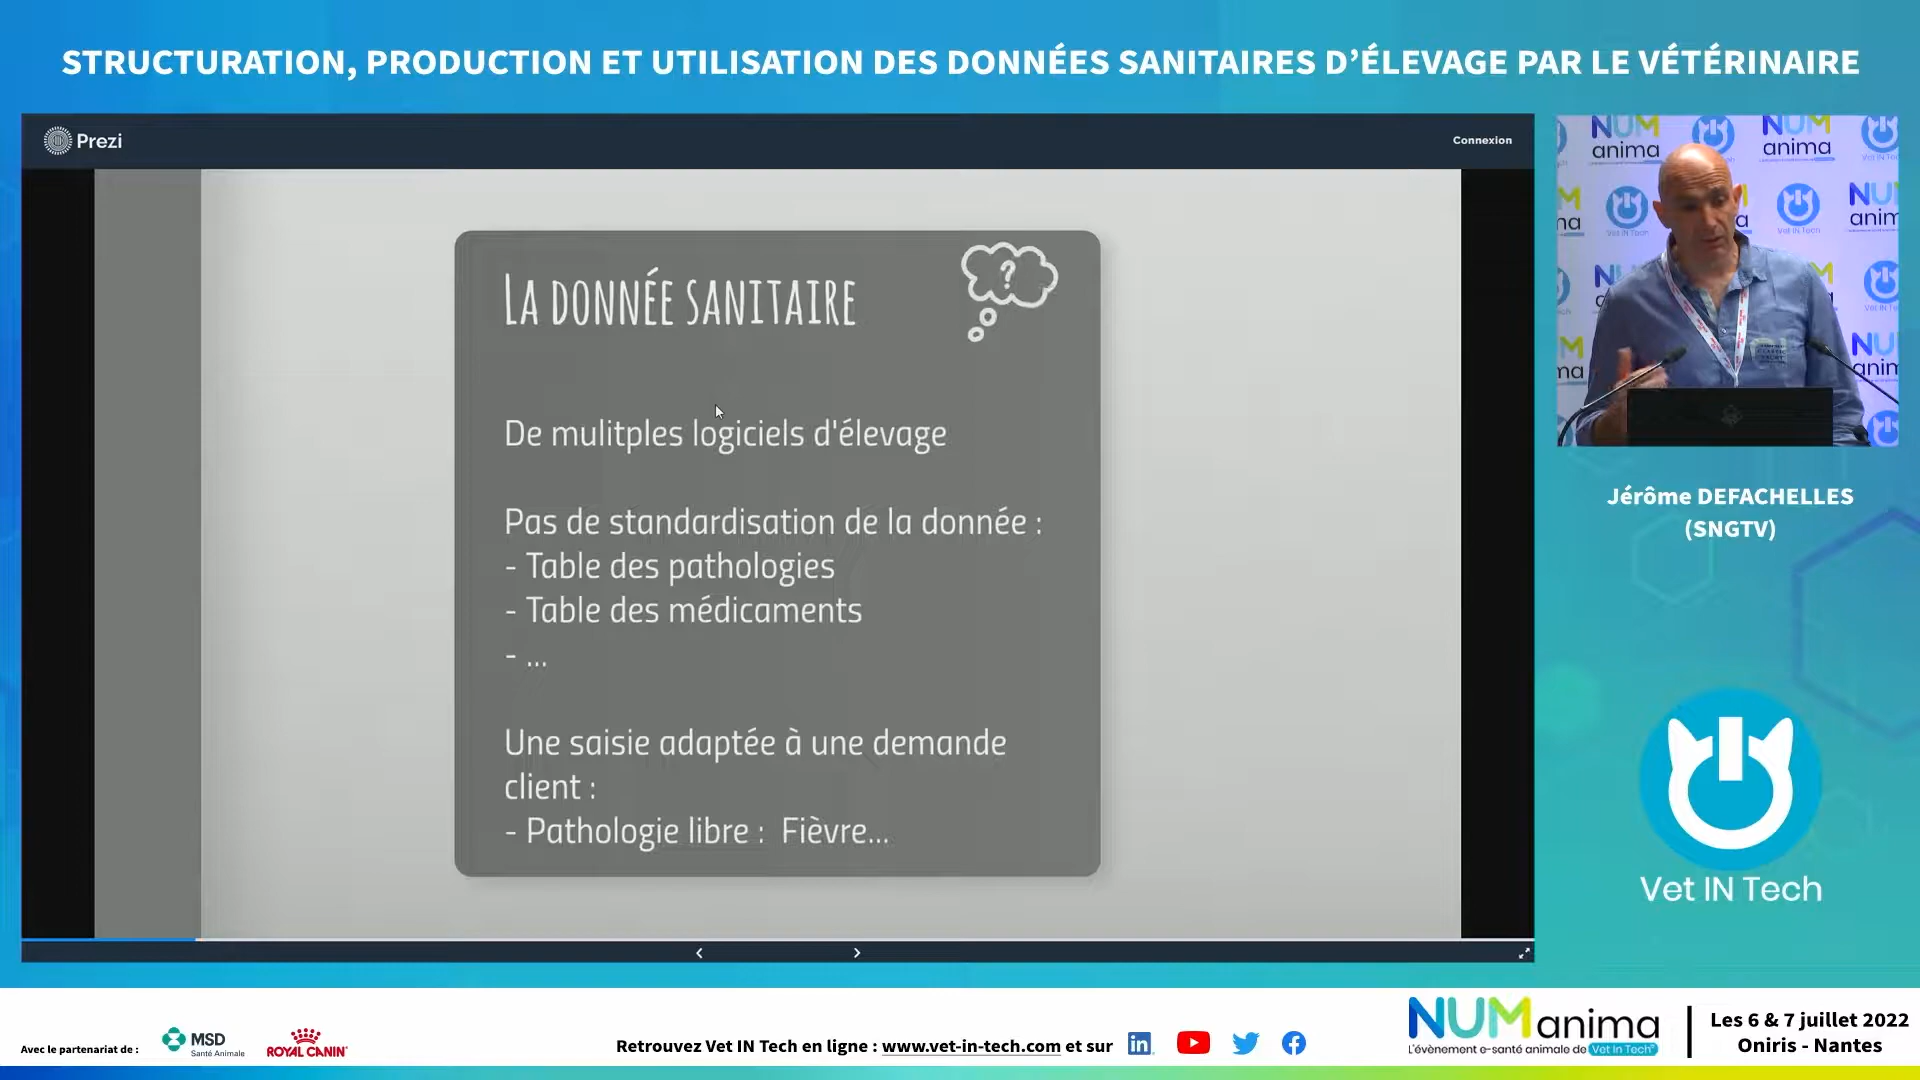 STRUCTURATION, PRODUCTION ET UTILISATION DES DONNÉES SANITAIRES D’ÉLEVAGE PAR LE VÉTÉRINAIRE
Prezi
Connexion
LA DONNÉE SANITAIRE
?
De mulitples logiciels d'élevage
Pas de standardisation de la donnée :
- Table des pathologies
- Table des médicaments
- ...
Une saisie adaptée à une demande
client :
- Pathologie libre : Fièvre...
NUM
anima
NUM
anima
Jérôme DEFACHELLES
(SNGTV)
Vet IN Tech
Avec le partenariat de :
MSD
Santé Animale
ROYAL CANIN
Retrouvez Vet IN Tech en ligne : www.vet-in-tech.com et sur
in
NUManima
L'évènement e-santé animale de Vet In Tech
Les 6 & 7 juillet 2022
Oniris - Nantes